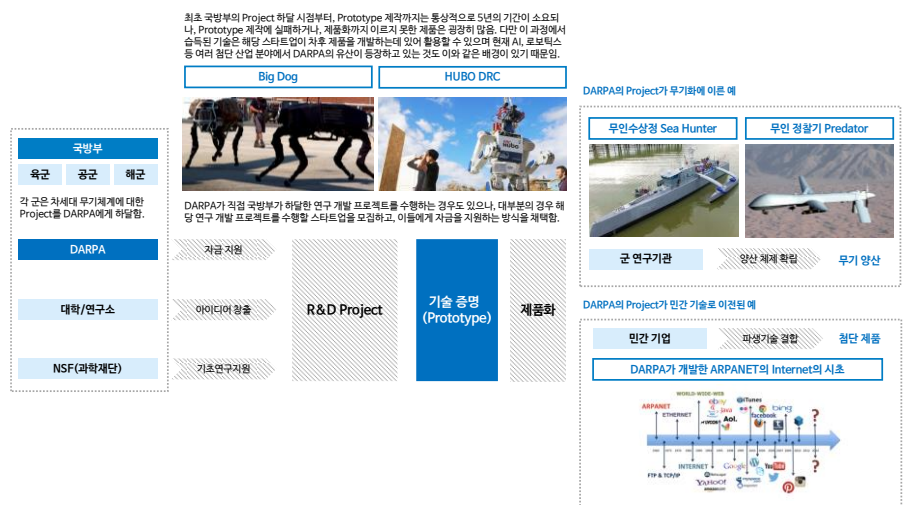 최초 국방부의 Project 하달 시점부터, Prototype 제작까지는 통상적으로 5년의 기간이 소요되
나, Prototype 제작에 실패하거나, 제품화까지 이르지 못한 제품은 굉장히 많음. 다만 이 과정에서
습득된 기술은 해당 스타트업이 차후 제품을 개발하는데 있어 활용할 수 있으며 현재 AI, 로보틱스
등 여러 첨단 산업 분야에서 DARPA의 유산이 등장하고 있는 것도 이와 같은 배경이 있기 때문임.
Big Dog
HUBO DRC
국방부
육군
공군
해군
각 군은 차세대 무기체계에 대한
Project를 DARPA에게 하달함.
DARPA가 직접 국방부가 하달한 연구 개발 프로젝트를 수행하는 경우도 있으나, 대부분의 경우 해
당 연구 개발 프로젝트를 수행할 스타트업을 모집하고, 이들에게 자금을 지원하는 방식을 채택함.
DARPA
자금 지원
대학/연구소
아이디어 창출
NSF(과학재단)
기초연구지원
R&D Project
기술 증명
(Prototype)
제품화
DARPA의 Project가 무기화에 이른 예
무인수상정 Sea Hunter
무인 정찰기 Predator
군 연구기관
양산 체제 확립
무기 양산
DARPA의 Project가 민간 기술로 이전된 예
민간 기업
파생기술 결합
첨단 제품
DARPA가 개발한 ARPANET의 Internet의 시초
WORLD-WIDE-WEB
ARPANET
ETHERNET
ebay
Java
Aol.
iTunes
facebook
bing
?
FTP & TCP/IP
INTERNET
YAHOO!
amazon.com
Google
YouTube
?